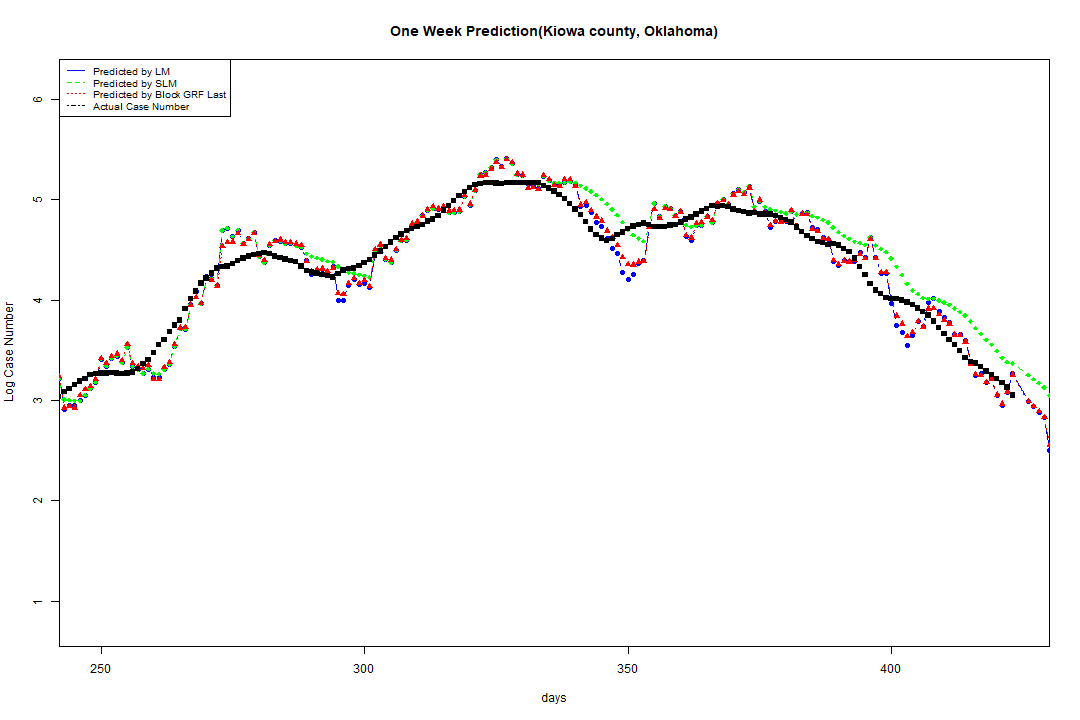 One Week Prediction(Kiowa county, Oklahoma)
Predicted by LM
Predicted by SLM
Predicted by Block GRF Last
Actual Case Number
6
5
4
3
2
1
Log Case Number
250 300 350 400
days